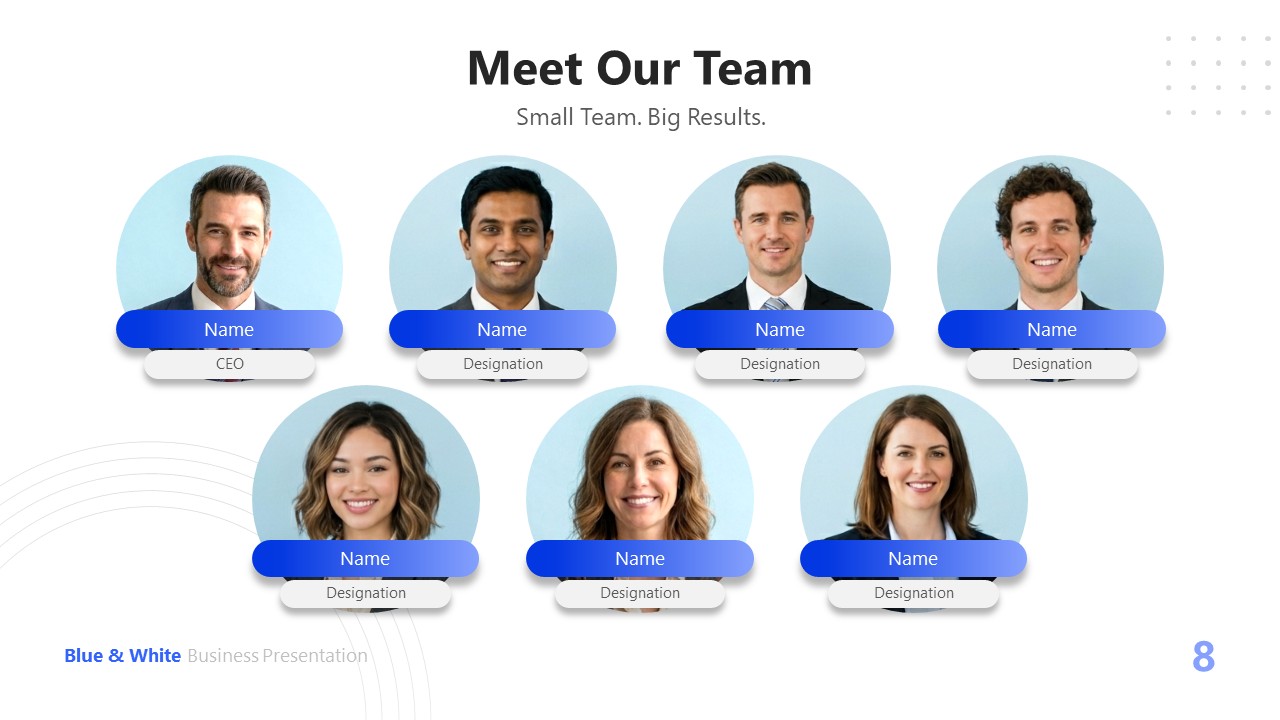 Meet Our Team
Small Team. Big Results.
Name
Name
Name
Name
CEO
Designation
Designation
Designation
Name
Name
Name
Designation
Designation
Designation
Blue & White Business Presentation
8